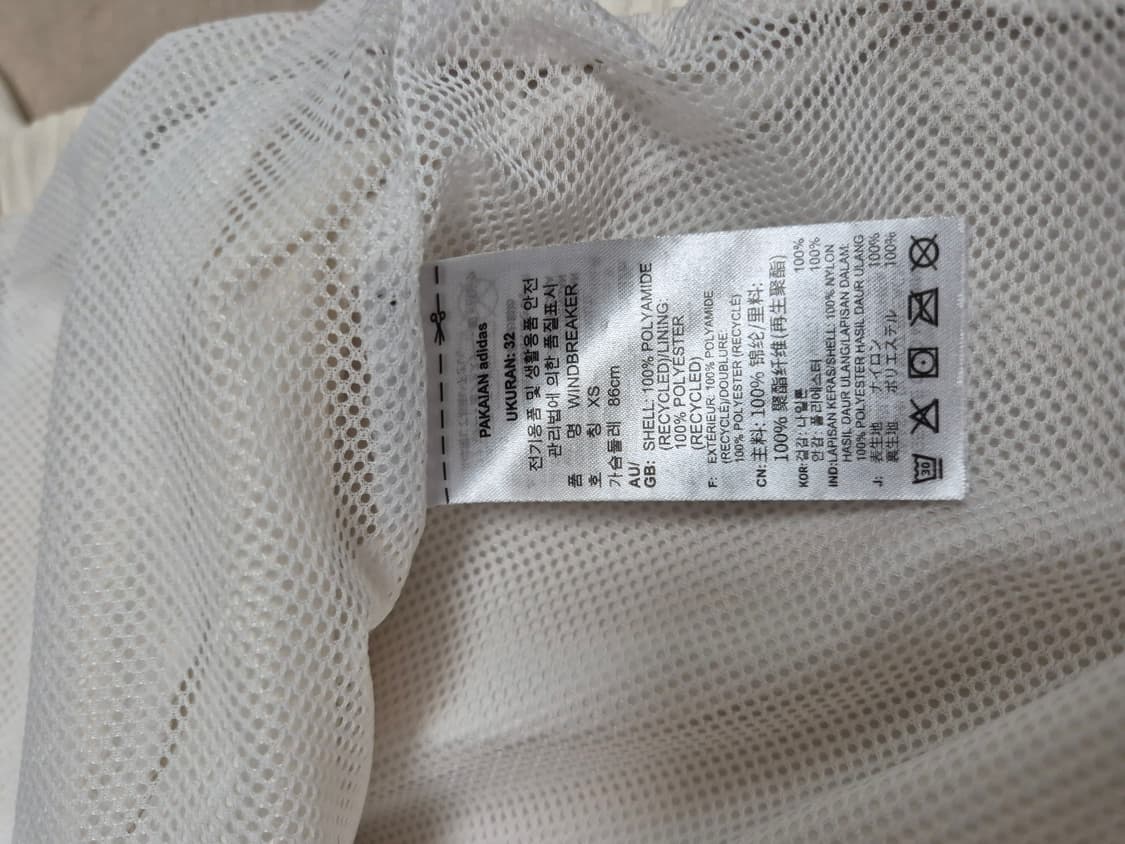 PAKAIAN adidas
UKURAN: 32
전기용품 및 생활용품 안전
관리법에 의한 품질표시
품 명 WINDBREAKER
호 칭 XS
가슴둘레 86cm
AU/
GB: SHELL: 100% POLYAMIDE
(RECYCLED)/LINING:
100% POLYESTER
(RECYCLED)
F: EXTÉRIEUR: 100% POLYAMIDE
(RECYCLÉ)/DOUBLURE:
100% POLYESTER (RECYCLÉ)
CN: 主料: 100% 锦纶/里料:
100% 聚酯纤维(再生聚酯)
KOR: 겉감: 나일론 100%
안감: 폴리에스터 100%
IND: LAPISAN KERAS/SHELL: 100% NYLON
HASIL DAUR ULANG/LAPISAN DALAM:
100% POLYESTER HASIL DAUR ULANG
J: 表生地 ナイロン 100%
裏生地 ポリエステル 100%
30